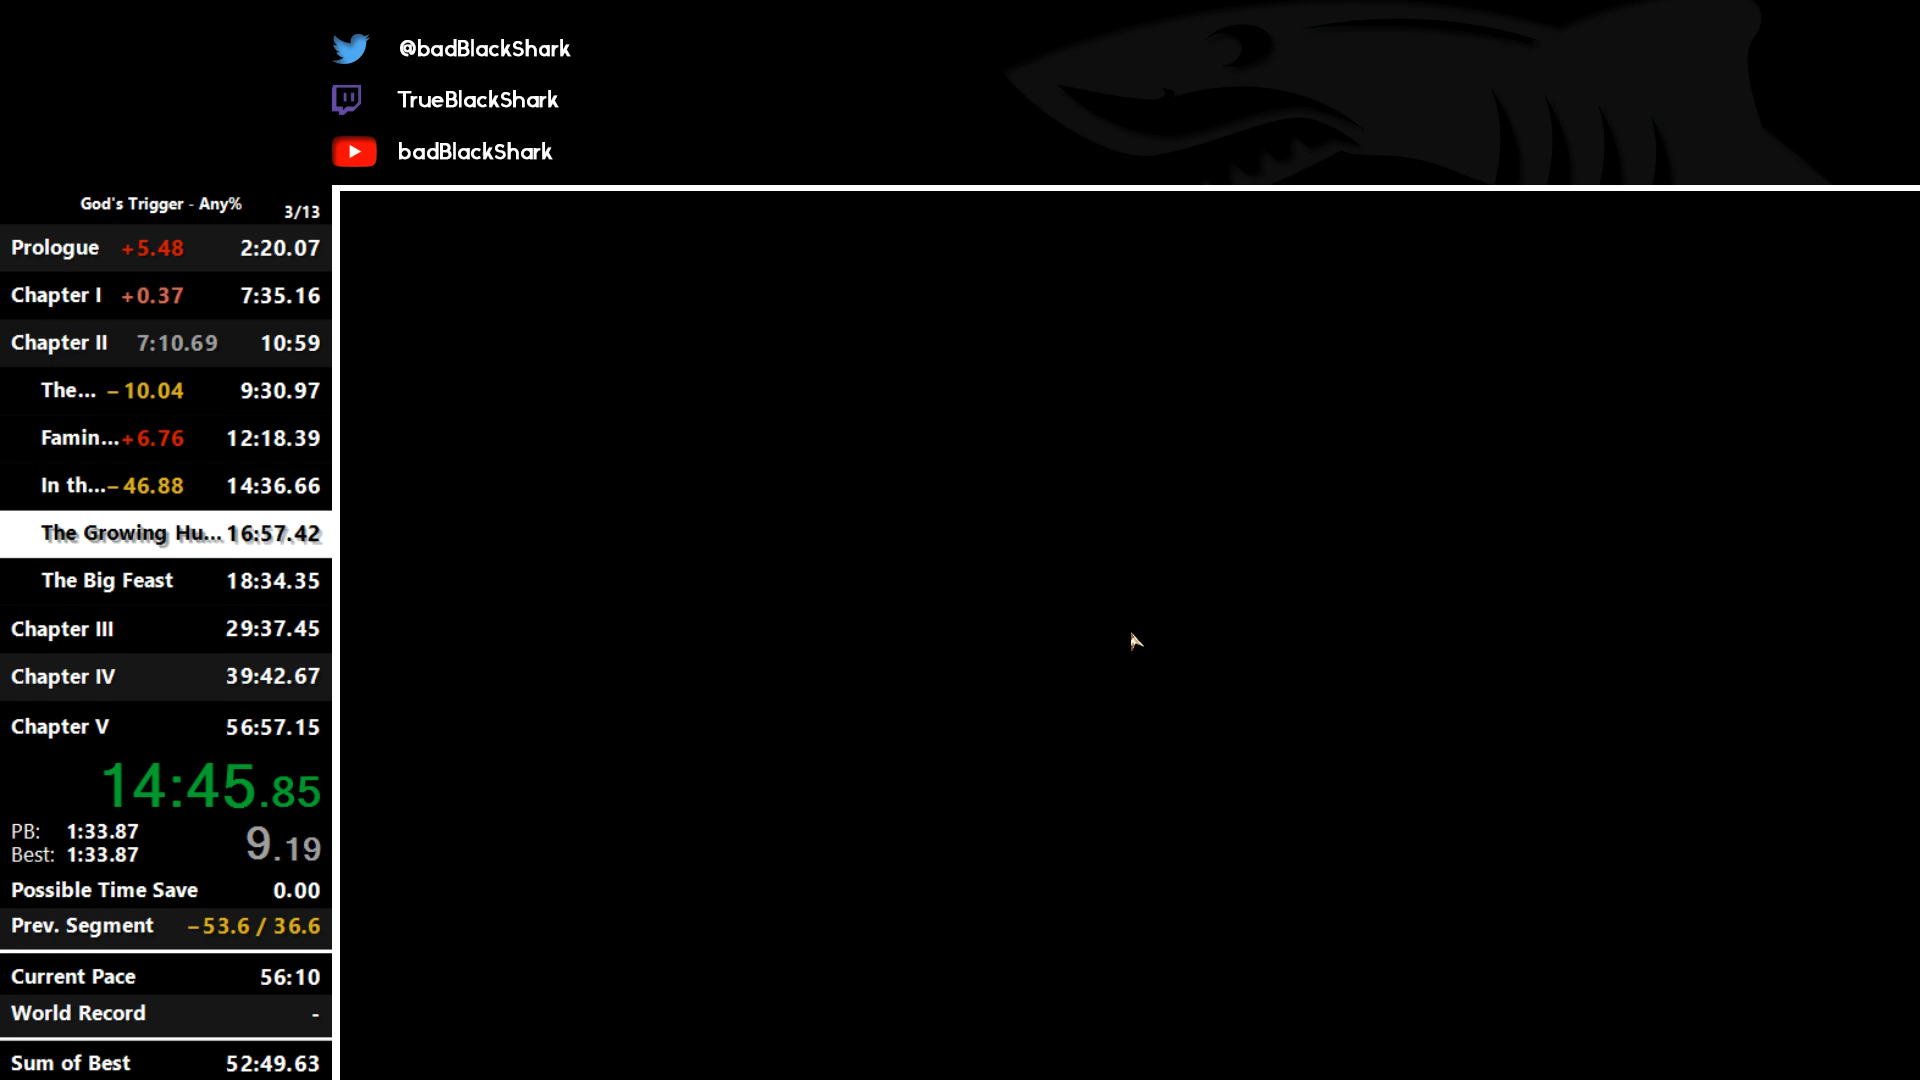 @badBlackShark
TrueBlackShark
badBlackShark
God's Trigger - Any%
3/13
Prologue +5.48 2:20.07
Chapter I +0.37 7:35.16
Chapter II 7:10.69 10:59
The... −10.04 9:30.97
Famin... +6.76 12:18.39
In th... −46.88 14:36.66
The Growing Hu... 16:57.42
The Big Feast 18:34.35
Chapter III 29:37.45
Chapter IV 39:42.67
Chapter V 56:57.15
14:45.85
PB: 1:33.87
Best: 1:33.87
9.19
Possible Time Save 0.00
Prev. Segment −53.6 / 36.6
Current Pace 56:10
World Record -
Sum of Best 52:49.63